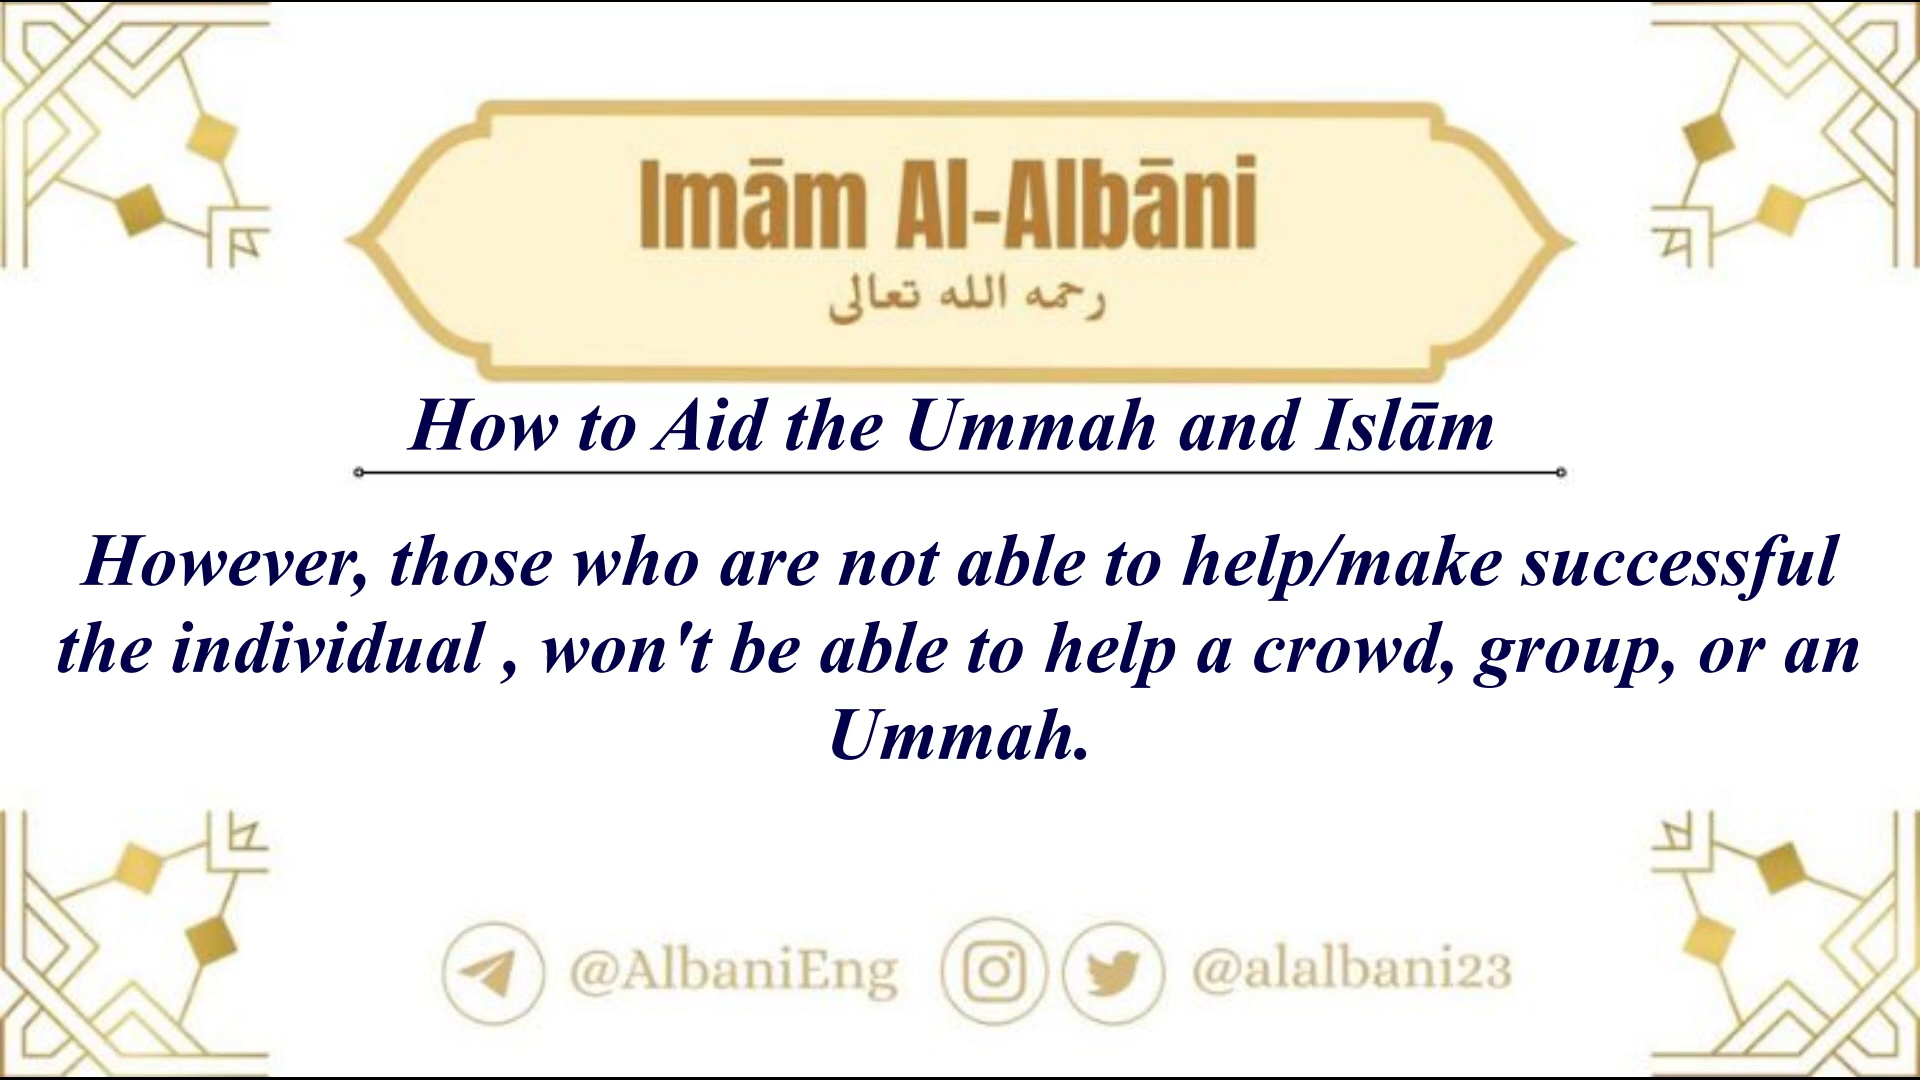 Imām Al-Albāni
رحمه الله تعالى
How to Aid the Ummah and Islām
However, those who are not able to help/make successful
the individual , won't be able to help a crowd, group, or an
Ummah.
@AlbaniEng @alalbani23